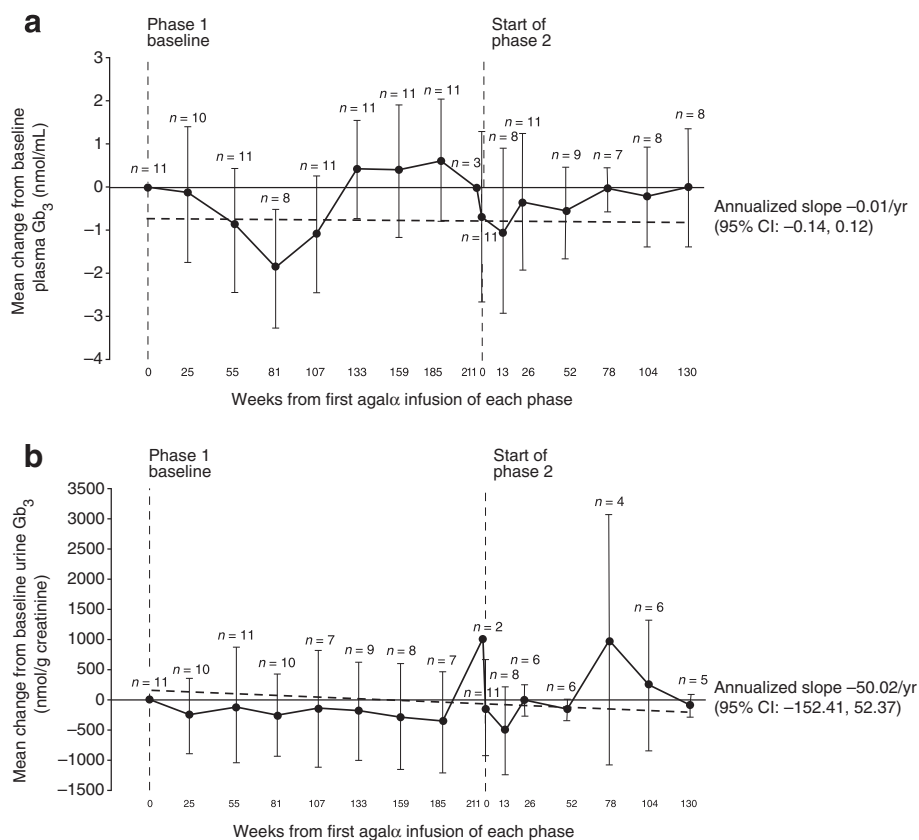 a
Phase 1
baseline
Start of
phase 2
3
2
1
0
–1
–2
–3
–4
Mean change from baseline
plasma Gb3 (nmol/mL)
n = 11
n = 10
n = 11
n = 8
n = 11
n = 11
n = 11
n = 11
n = 3
n = 11
n = 8
n = 11
n = 9
n = 7
n = 8
n = 8
Annualized slope –0.01/yr
(95% CI: –0.14, 0.12)
0 25 55 81 107 133 159 185 211 0 13 26 52 78 104 130
Weeks from first agalα infusion of each phase
b
Phase 1
baseline
Start of
phase 2
3500
3000
2500
2000
1500
1000
500
0
–500
–1000
–1500
Mean change from baseline urine Gb3
(nmol/g creatinine)
n = 11
n = 10
n = 11
n = 10
n = 7
n = 9
n = 8
n = 7
n = 2
n = 11
n = 8
n = 6
n = 6
n = 4
n = 6
n = 5
Annualized slope –50.02/yr
(95% CI: –152.41, 52.37)
0 25 55 81 107 133 159 185 211 0 13 26 52 78 104 130
Weeks from first agalα infusion of each phase